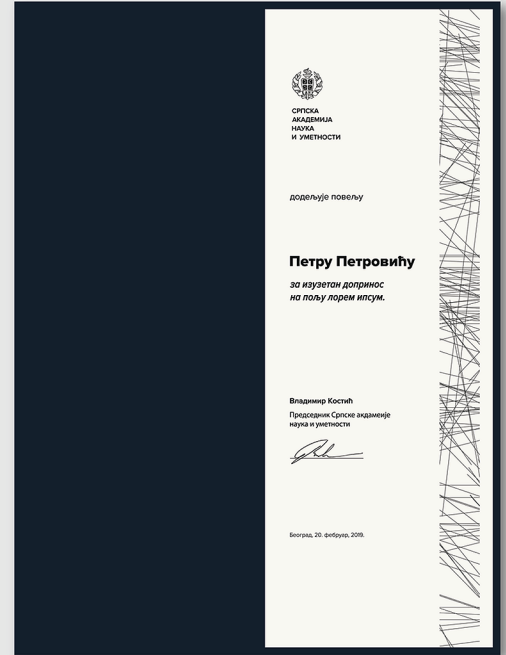 СРПСКА
АКАДЕМИЈА
НАУКА
И УМЕТНОСТИ
додељује повељу
Петру Петровићу
за изузетан допринос
на пољу лорем ипсум.
Владимир Костић
Председник Српске акдамеије
наука и уметности
Београд, 20. фебруар, 2019.